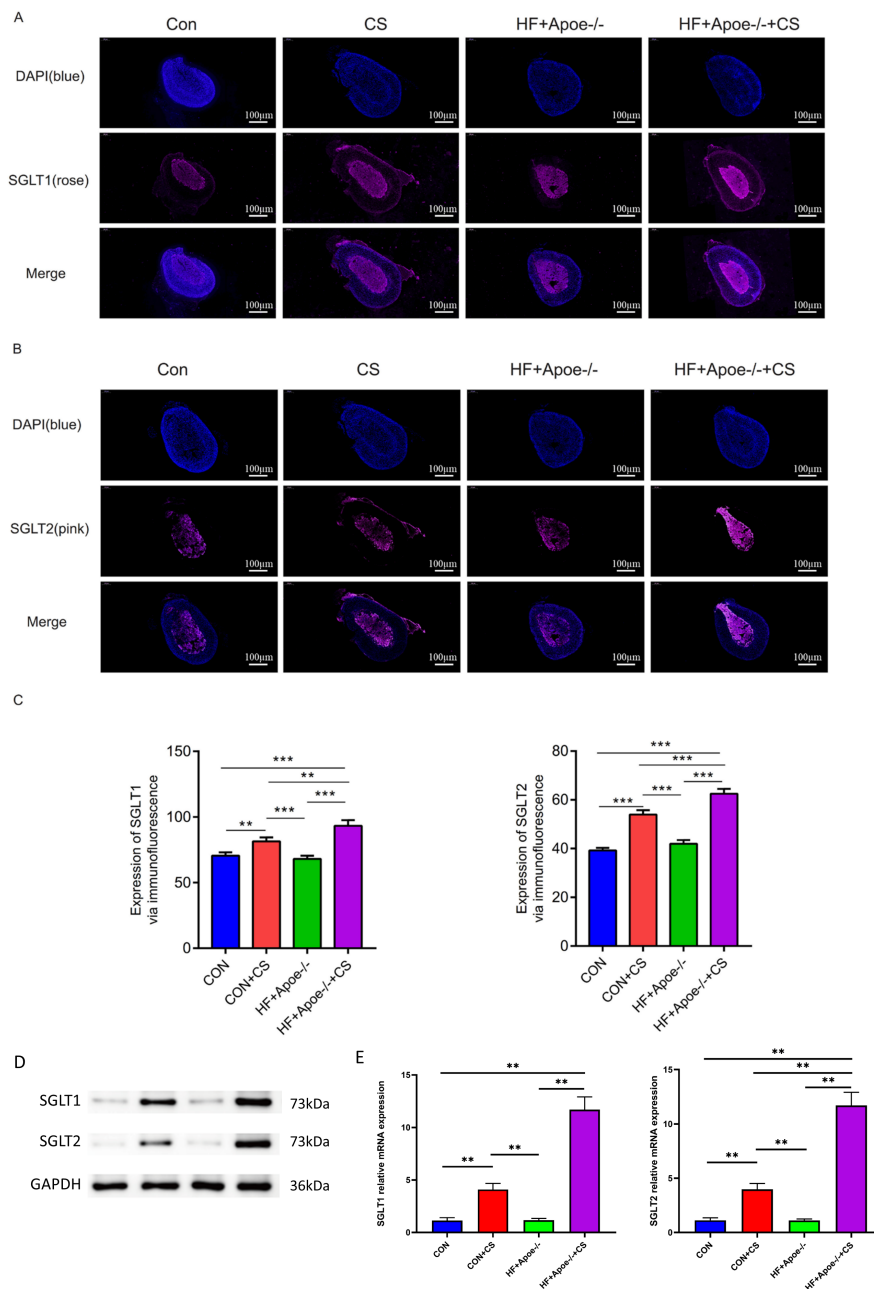 A
Con CS HF+Apoe-/- HF+Apoe-/-+CS
DAPI(blue)
100μm 100μm 100μm 100μm
SGLT1(rose)
100μm 100μm 100μm 100μm
Merge
100μm 100μm 100μm 100μm
B
Con CS HF+Apoe-/- HF+Apoe-/-+CS
DAPI(blue)
100μm 100μm 100μm 100μm
SGLT2(pink)
100μm 100μm 100μm 100μm
Merge
100μm 100μm 100μm 100μm
C
Expression of SGLT1
via immunofluorescence
150
100
50
0
***
**
*** ***
**
CON CON+CS HF+Apoe-/- HF+Apoe-/-+CS
Expression of SGLT2
via immunofluorescence
80
60
40
20
0
***
***
*** *** ***
CON CON+CS HF+Apoe-/- HF+Apoe-/-+CS
D
SGLT1 73kDa
SGLT2 73kDa
GAPDH 36kDa
E
SGLT1 relative mRNA expression
15
10
5
0
**
**
** **
CON CON+CS HF+Apoe-/- HF+Apoe-/-+CS
SGLT2 relative mRNA expression
15
10
5
0
**
**
**
** **
CON CON+CS HF+Apoe-/- HF+Apoe-/-+CS